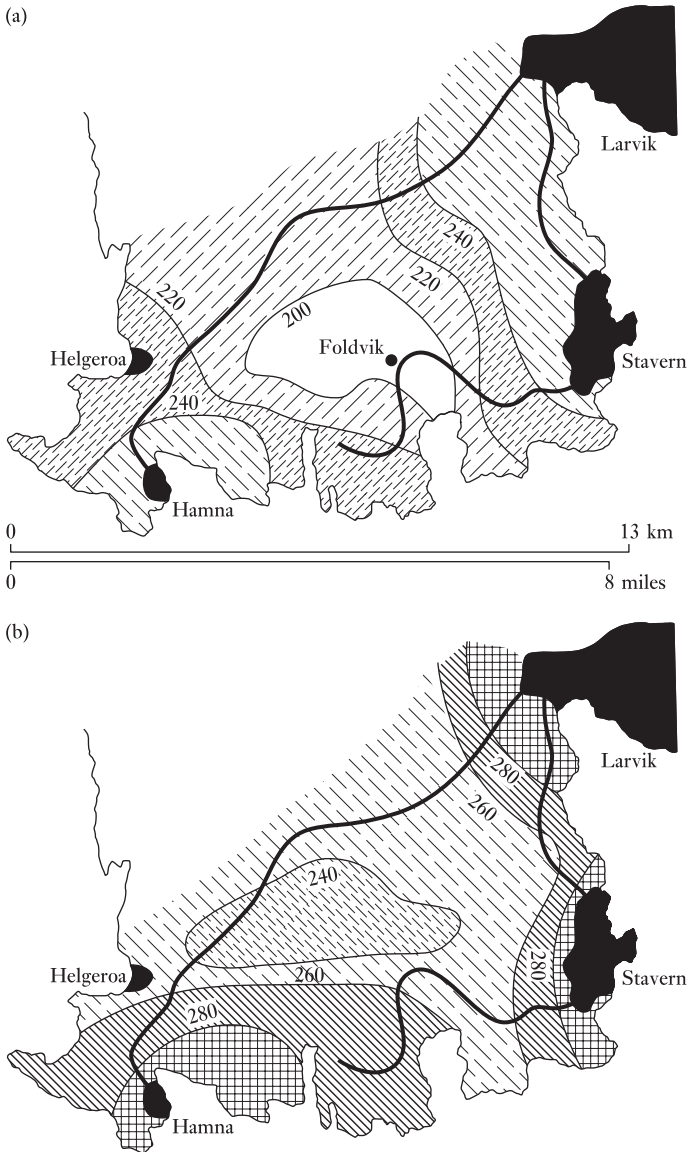 (a)
Larvik
240
220
220
200
Foldvik
Helgeroa
Stavern
240
Hamna
0 13 km
0 8 miles
(b)
Larvik
280
260
240
Helgeroa
260
280
Stavern
280
Hamna